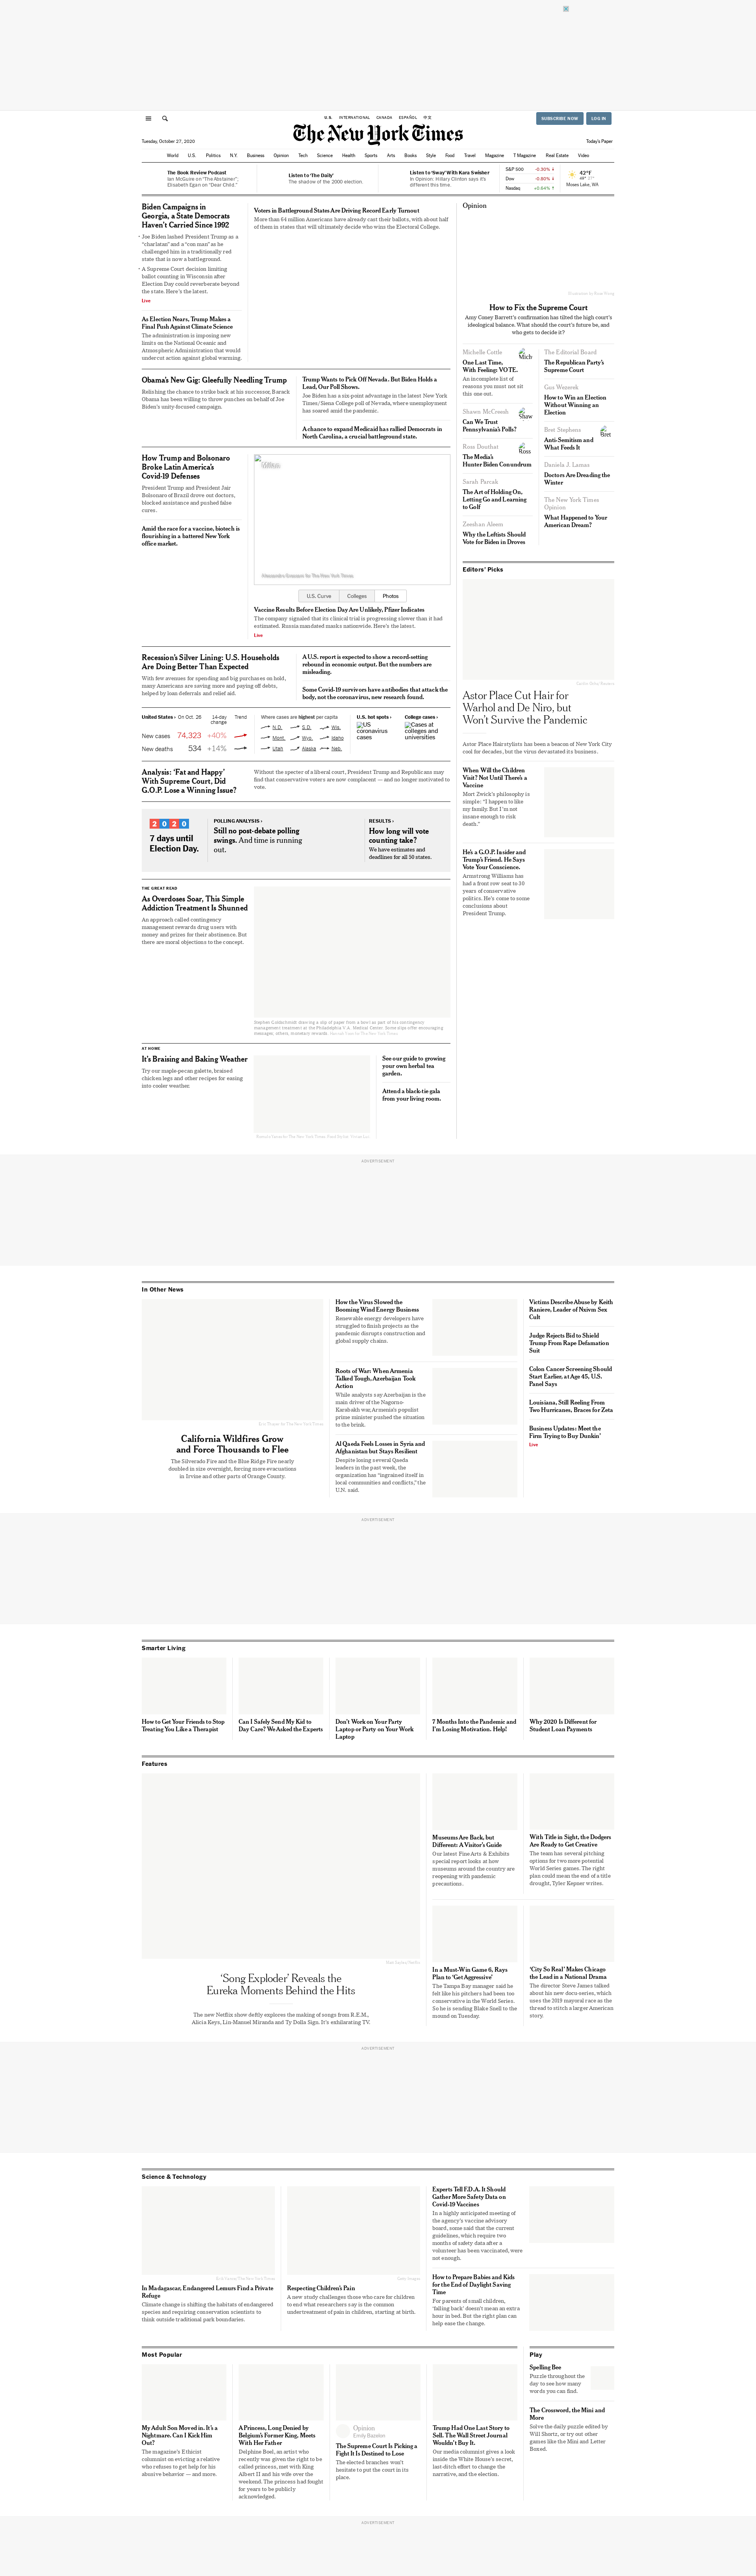 U.S. INTERNATIONAL CANADA ESPAÑOL 中文
SUBSCRIBE NOW LOG IN
The New York Times
Tuesday, October 27, 2020
Today's Paper
World U.S. Politics N.Y. Business Opinion Tech Science Health Sports Arts Books Style Food Travel Magazine T Magazine Real Estate Video
The Book Review Podcast
Ian McGuire on "The Abstainer";
Elisabeth Egan on "Dear Child."
Listen to 'The Daily'
The shadow of the 2000 election.
Listen to 'Sway' With Kara Swisher
In Opinion: Hillary Clinton says it's
different this time.
S&P 500 -0.30%
Dow -0.80%
Nasdaq +0.64%
42°F
Moses Lake, WA
Biden Campaigns in
Georgia, a State Democrats
Haven't Carried Since 1992
Joe Biden lashed President Trump as a
"charlatan" and a "con man" as he
challenged him in a traditionally red
state that is now a battleground.
A Supreme Court decision limiting
ballot counting in Wisconsin after
Election Day could reverberate beyond
the state. Here's the latest.
Live
As Election Nears, Trump Makes a
Final Push Against Climate Science
The administration is imposing new
limits on the National Oceanic and
Atmospheric Administration that would
undercut action against global warming.
Voters in Battleground States Are Driving Record Early Turnout
More than 64 million Americans have already cast their ballots, with about half
of them in states that will ultimately decide who wins the Electoral College.
Obama's New Gig: Gleefully Needling Trump
Relishing the chance to strike back at his successor, Barack
Obama has been willing to throw punches on behalf of Joe
Biden's unity-focused campaign.
Trump Wants to Pick Off Nevada. But Biden Holds a
Lead, Our Poll Shows.
Joe Biden has a six-point advantage in the latest New York
Times/Siena College poll of Nevada, where unemployment
has soared amid the pandemic.
A chance to expand Medicaid has rallied Democrats in
North Carolina, a crucial battleground state.
How Trump and Bolsonaro
Broke Latin America's
Covid-19 Defenses
President Trump and President Jair
Bolsonaro of Brazil drove out doctors,
blocked assistance and pushed false
cures.
Amid the race for a vaccine, biotech is
flourishing in a battered New York
office market.
Alessandro Grassani for The New York Times
U.S. Curve Colleges Photos
Vaccine Results Before Election Day Are Unlikely, Pfizer Indicates
The company signaled that its clinical trial is progressing slower than it had
estimated. Russia mandated masks nationwide. Here's the latest.
Live
Recession's Silver Lining: U.S. Households
Are Doing Better Than Expected
With few avenues for spending and big purchases on hold,
many Americans are saving more and paying off debts,
helped by loan deferrals and relief aid.
A U.S. report is expected to show a record-setting
rebound in economic output. But the numbers are
misleading.
Some Covid-19 survivors have antibodies that attack the
body, not the coronavirus, new research found.
United States › On Oct. 26 14-day change Trend
New cases 74,323 +40%
New deaths 534 +14%
Where cases are highest per capita
N.D. S.D. Wis.
Mont. Wyo. Idaho
Utah Alaska Neb.
U.S. hot spots ›
US
coronavirus
cases
College cases ›
Cases at
colleges and
universities
Analysis: 'Fat and Happy'
With Supreme Court, Did
G.O.P. Lose a Winning Issue?
Without the specter of a liberal court, President Trump and Republicans may
find that conservative voters are now complacent — and no longer motivated to
vote.
2020
7 days until
Election Day.
POLLING ANALYSIS ›
Still no post-debate polling
swings. And time is running
out.
RESULTS ›
How long will vote
counting take?
We have estimates and
deadlines for all 50 states.
THE GREAT READ
As Overdoses Soar, This Simple
Addiction Treatment Is Shunned
An approach called contingency
management rewards drug users with
money and prizes for their abstinence. But
there are moral objections to the concept.
AT HOME
It's Braising and Baking Weather
Try our maple-pecan galette, braised
chicken legs and other recipes for easing
into cooler weather.
See our guide to growing
your own herbal tea
garden.
Attend a black-tie gala
from your living room.
Opinion
How to Fix the Supreme Court
Amy Coney Barrett's confirmation has tilted the high court's
ideological balance. What should the court's future be, and
who gets to decide it?
Michelle Cottle
One Last Time,
With Feeling: VOTE.
An incomplete list of
reasons you must not sit
this one out.
Mich
Shawn McCreesh
Can We Trust
Pennsylvania's Polls?
Shaw
Ross Douthat
The Media's
Hunter Biden Conundrum
Ross
Sarah Parcak
The Art of Holding On,
Letting Go and Learning
to Golf
Zeeshan Aleem
Why the Leftists Should
Vote for Biden in Droves
The Editorial Board
The Republican Party's
Supreme Court
Gus Wezerek
How to Win an Election
Without Winning an
Election
Bret Stephens
Anti-Semitism and
What Feeds It
Bret
Daniela J. Lamas
Doctors Are Dreading the
Winter
The New York Times
Opinion
What Happened to Your
American Dream?
Editors' Picks
Astor Place Cut Hair for
Warhol and De Niro, but
Won't Survive the Pandemic
Astor Place Hairstylists has been a beacon of New York City
cool for decades, but the virus devastated its business.
When Will the Children
Visit? Not Until There's a
Vaccine
Mort Zwick's philosophy is
simple: "I happen to like
my family. But I'm not
insane enough to risk
death."
He's a G.O.P. Insider and
Trump's Friend. He Says
Vote Your Conscience.
Armstrong Williams has
had a front row seat to 30
years of conservative
politics. He's come to some
conclusions about
President Trump.
ADVERTISEMENT
In Other News
California Wildfires Grow
and Force Thousands to Flee
The Silverado Fire and the Blue Ridge Fire nearly
doubled in size overnight, forcing more evacuations
in Irvine and other parts of Orange County.
How the Virus Slowed the
Booming Wind Energy Business
Renewable energy developers have
struggled to finish projects as the
pandemic disrupts construction and
global supply chains.
Roots of War: When Armenia
Talked Tough, Azerbaijan Took
Action
While analysts say Azerbaijan is the
main driver of the Nagorno-
Karabakh war, Armenia's populist
prime minister pushed the situation
to the brink.
Al Qaeda Feels Losses in Syria and
Afghanistan but Stays Resilient
Despite losing several Qaeda
leaders in the past week, the
organization has "ingrained itself in
local communities and conflicts," the
U.N. said.
Victims Describe Abuse by Keith
Raniere, Leader of Nxivm Sex
Cult
Judge Rejects Bid to Shield
Trump From Rape Defamation
Suit
Colon Cancer Screening Should
Start Earlier, at Age 45, U.S.
Panel Says
Louisiana, Still Reeling From
Two Hurricanes, Braces for Zeta
Business Updates: Meet the
Firm Trying to Buy Dunkin'
Live
ADVERTISEMENT
Smarter Living
How to Get Your Friends to Stop
Treating You Like a Therapist
Can I Safely Send My Kid to
Day Care? We Asked the Experts
Don't Work on Your Party
Laptop or Party on Your Work
Laptop
7 Months Into the Pandemic and
I'm Losing Motivation. Help!
Why 2020 Is Different for
Student Loan Payments
Features
'Song Exploder' Reveals the
Eureka Moments Behind the Hits
The new Netflix show deftly explores the making of songs from R.E.M.,
Alicia Keys, Lin-Manuel Miranda and Ty Dolla Sign. It's exhilarating TV.
Museums Are Back, but
Different: A Visitor's Guide
Our latest Fine Arts & Exhibits
special report looks at how
museums around the country are
reopening with pandemic
precautions.
With Title in Sight, the Dodgers
Are Ready to Get Creative
The team has several pitching
options for two more potential
World Series games. The right
plan could mean the end of a title
drought, Tyler Kepner writes.
In a Must-Win Game 6, Rays
Plan to 'Get Aggressive'
The Tampa Bay manager said he
felt like his pitchers had been too
conservative in the World Series.
So he is sending Blake Snell to the
mound on Tuesday.
'City So Real' Makes Chicago
the Lead in a National Drama
The director Steve James talked
about his new docu-series, which
uses the 2019 mayoral race as the
thread to stitch a larger American
story.
ADVERTISEMENT
Science & Technology
In Madagascar, Endangered Lemurs Find a Private
Refuge
Climate change is shifting the habitats of endangered
species and requiring conservation scientists to
think outside traditional park boundaries.
Respecting Children's Pain
A new study challenges those who care for children
to end what researchers say is the common
undertreatment of pain in children, starting at birth.
Experts Tell F.D.A. It Should
Gather More Safety Data on
Covid-19 Vaccines
In a highly anticipated meeting of
the agency's vaccine advisory
board, some said that the current
guidelines, which require two
months of safety data after a
volunteer has been vaccinated, were
not enough.
How to Prepare Babies and Kids
for the End of Daylight Saving
Time
For parents of small children,
'falling back' doesn't mean an extra
hour in bed. But the right plan can
help ease the change.
Most Popular
My Adult Son Moved in. It's a
Nightmare. Can I Kick Him
Out?
The magazine's Ethicist
columnist on evicting a relative
who refuses to get help for his
abusive behavior — and more.
A Princess, Long Denied by
Belgium's Former King, Meets
With Her Father
Delphine Boël, an artist who
recently won the right to be
called princess, met with King
Albert II and his wife over the
weekend. The princess had fought
for years to be publicly
acknowledged.
Opinion
Emily Bazelon
The Supreme Court Is Picking a
Fight It Is Destined to Lose
The elected branches won't
hesitate to put the court in its
place.
Trump Had One Last Story to
Sell. The Wall Street Journal
Wouldn't Buy It.
Our media columnist gives a look
inside the White House's secret,
last-ditch effort to change the
narrative, and the election.
Play
Spelling Bee
Puzzle throughout the
day to see how many
words you can find.
The Crossword, the Mini and
More
Solve the daily puzzle edited by
Will Shortz, or try out other
games like the Mini and Letter
Boxed.
ADVERTISEMENT